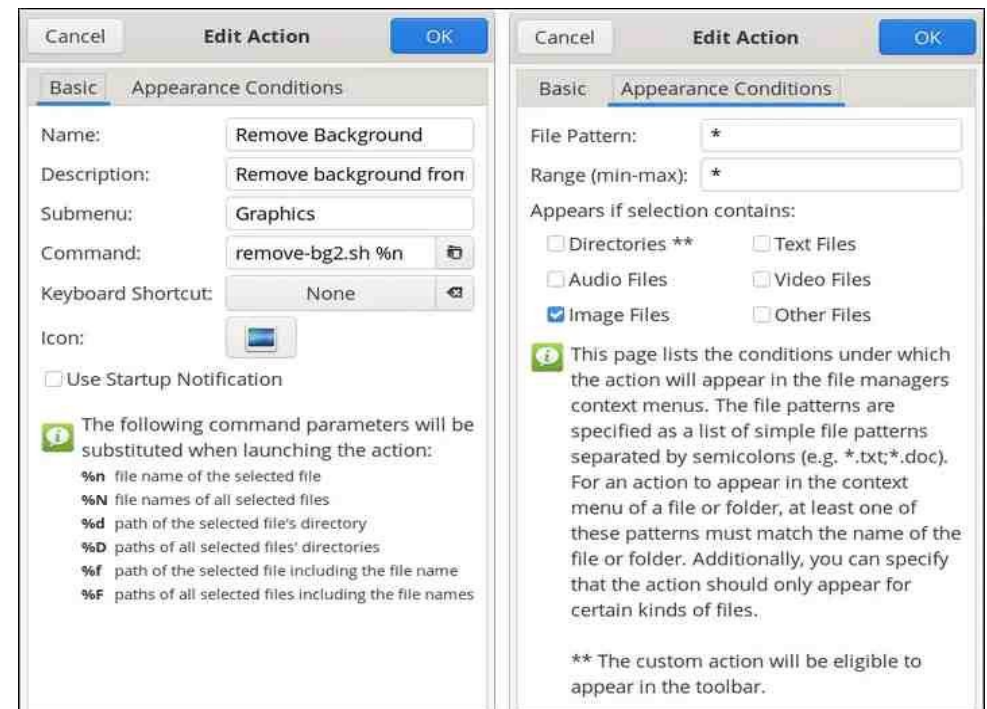 Cancel Edit Action OK
Basic Appearance Conditions
Name: Remove Background
Description: Remove background from
Submenu: Graphics
Command: remove-bg2.sh %n
Keyboard Shortcut: None
Icon:
Use Startup Notification
The following command parameters will be
substituted when launching the action:
%n file name of the selected file
%N file names of all selected files
%d path of the selected file's directory
%D paths of all selected files' directories
%f path of the selected file including the file name
%F paths of all selected files including the file names
Cancel Edit Action OK
Basic Appearance Conditions
File Pattern: *
Range (min-max): *
Appears if selection contains:
Directories ** Text Files
Audio Files Video Files
Image Files Other Files
This page lists the conditions under which
the action will appear in the file managers
context menus. The file patterns are
specified as a list of simple file patterns
separated by semicolons (e.g. *.txt;*.doc).
For an action to appear in the context
menu of a file or folder, at least one of
these patterns must match the name of the
file or folder. Additionally, you can specify
that the action should only appear for
certain kinds of files.
** The custom action will be eligible to
appear in the toolbar.